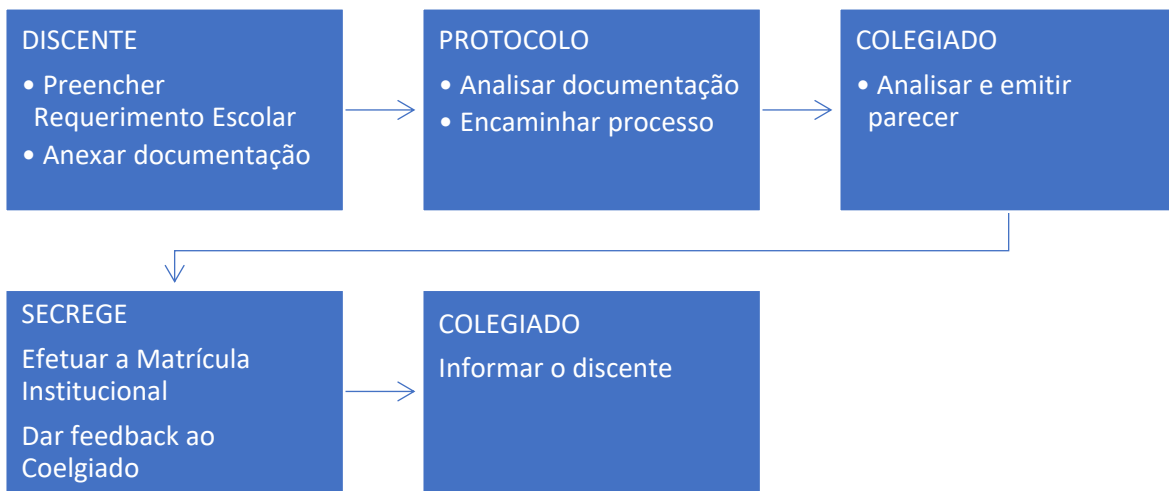 DISCENTE
• Preencher
Requerimento Escolar
• Anexar documentação
PROTOCOLO
• Analisar documentação
• Encaminhar processo
COLEGIADO
• Analisar e emitir
parecer
SECREGE
Efetuar a Matrícula
Institucional
Dar feedback ao
Coelgiado
COLEGIADO
Informar o discente